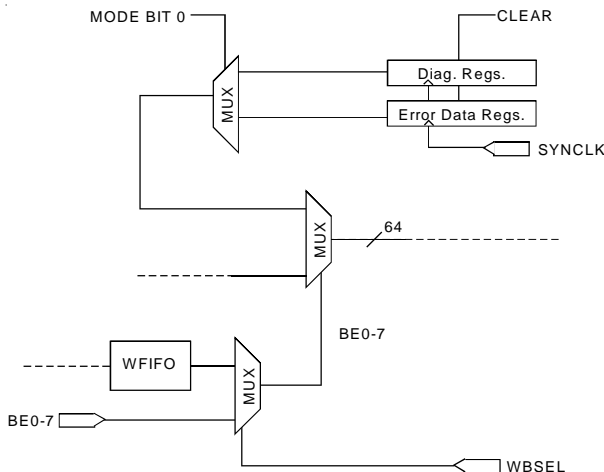 MODE BIT 0
CLEAR
Diag. Regs.
MUX
Error Data Regs.
SYNCLK
64
MUX
BE0-7
WFIFO
MUX
BE0-7
WBSEL